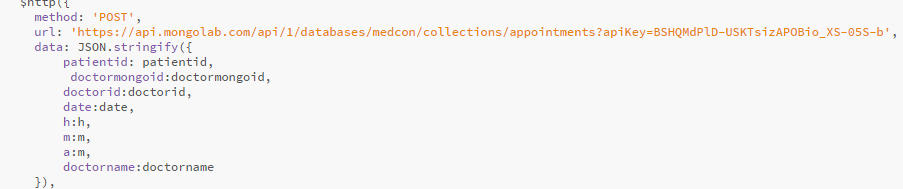 $http({
method: 'POST',
url: 'https://api.mongolab.com/api/1/databases/medcon/collections/appointments?apiKey=BSHQMdPlD-USKTsizAPOBio_XS-05S-b',
data: JSON.stringify({
patientid: patientid,
doctormongoid:doctormongoid,
doctorid:doctorid,
date:date,
h:h,
m:m,
a:m,
doctorname:doctorname
}),